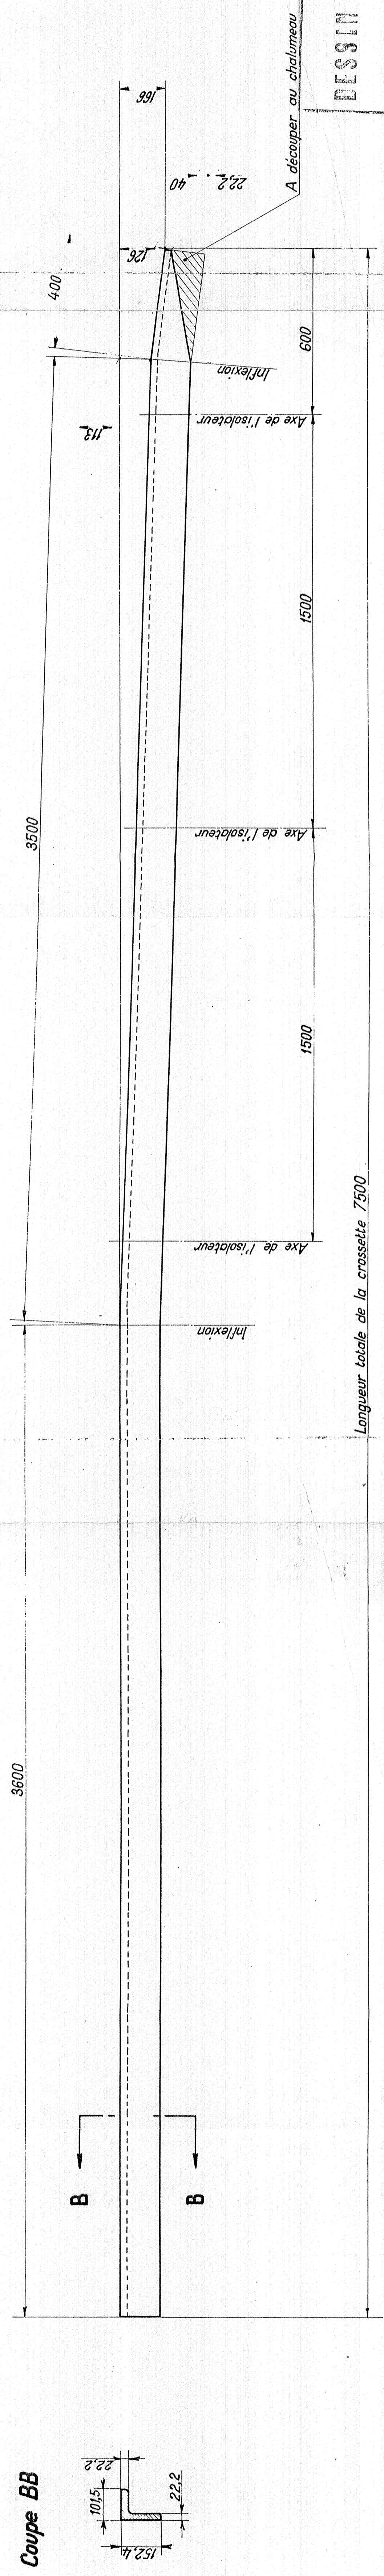 DESSIN
A découper au chalumeau
166
40
22,2
126
400
600
Inflexion
Axe de l'isolateur
113
1500
3500
Axe de l'isolateur
1500
Axe de l'isolateur
Inflexion
Longueur totale de la crossette 7500
3600
B
B
Coupe BB
22,2
101,5
22,2
152,4